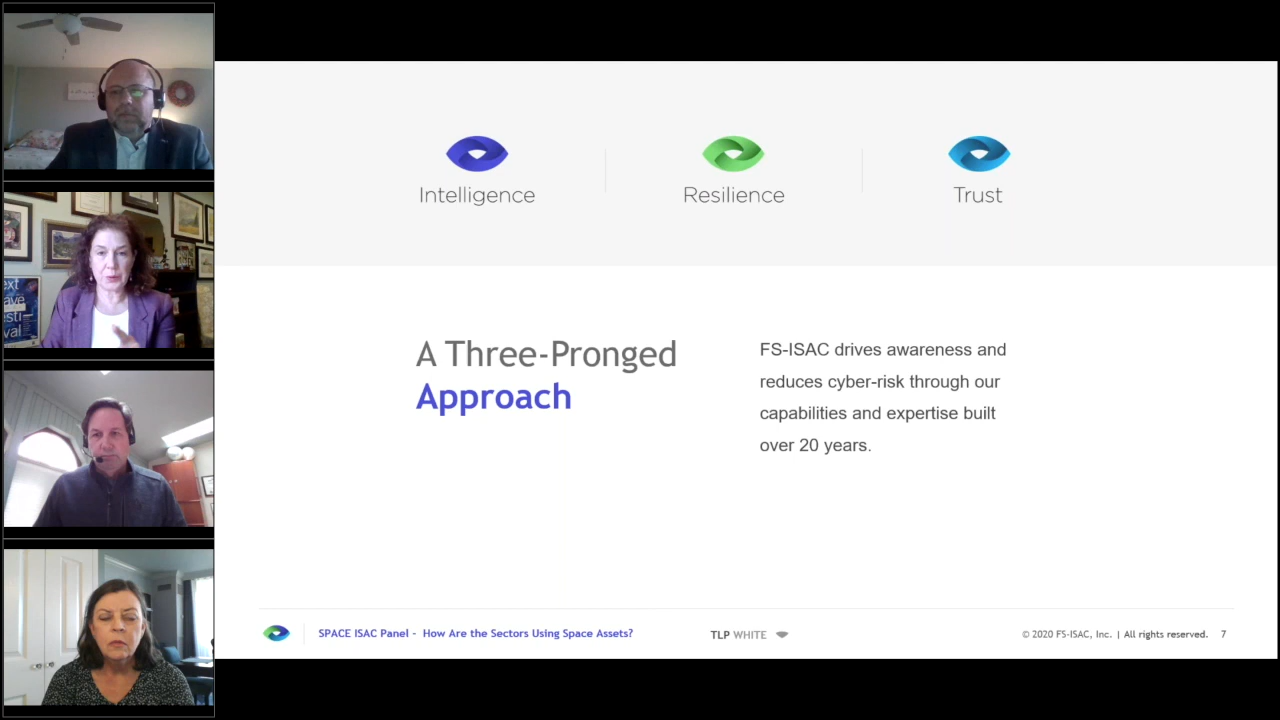 Intelligence
Resilience
Trust
A Three-Pronged
Approach
FS-ISAC drives awareness and
reduces cyber-risk through our
capabilities and expertise built
over 20 years.
SPACE ISAC Panel - How Are the Sectors Using Space Assets?
TLP WHITE
© 2020 FS-ISAC, Inc. | All rights reserved. 7